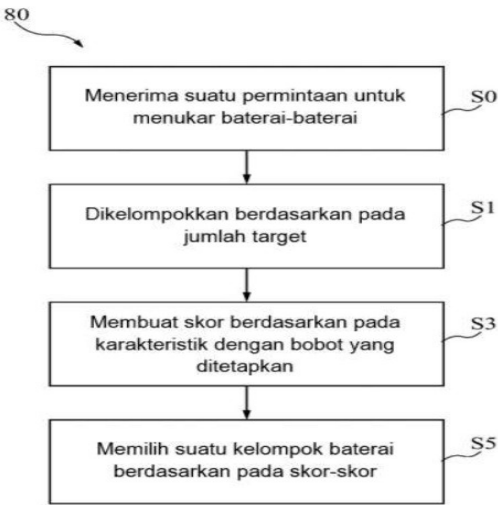 80
Menerima suatu permintaan untuk
menukar baterai-baterai
S0
Dikelompokkan berdasarkan pada
jumlah target
S1
Membuat skor berdasarkan pada
karakteristik dengan bobot yang
ditetapkan
S3
Memilih suatu kelompok baterai
berdasarkan pada skor-skor
S5